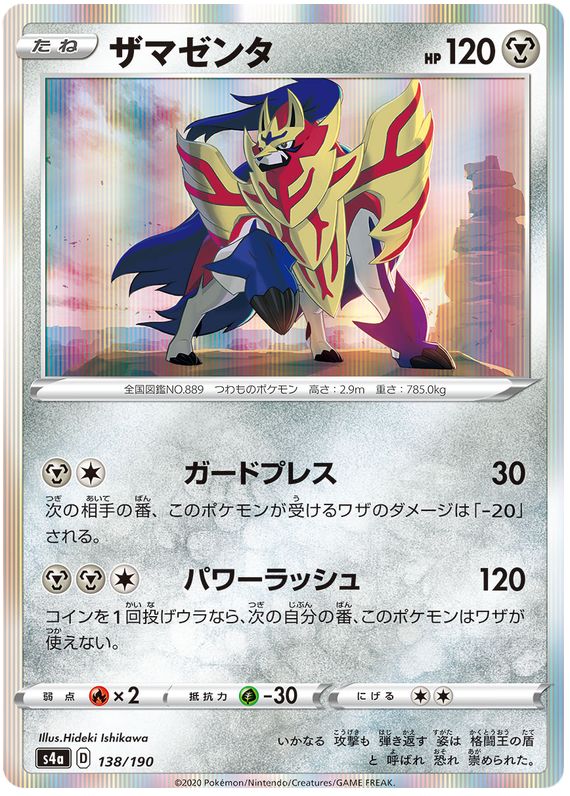 たね ザマゼンタ HP 120
全国図鑑NO.889 つわものポケモン 高さ：2.9m 重さ：785.0kg
ガードプレス 30
次の相手の番、このポケモンが受けるワザのダメージは「-20」
される。
パワーラッシュ 120
コインを1回投げウラなら、次の自分の番、このポケモンはワザが
使えない。
弱点 ×2 抵抗力 -30 にげる
Illus.Hideki Ishikawa
s4a D 138/190
いかなる 攻撃も 弾き返す 姿は 格闘王の盾
と 呼ばれ 恐れ 崇められた。
©2020 Pokémon/Nintendo/Creatures/GAME FREAK.